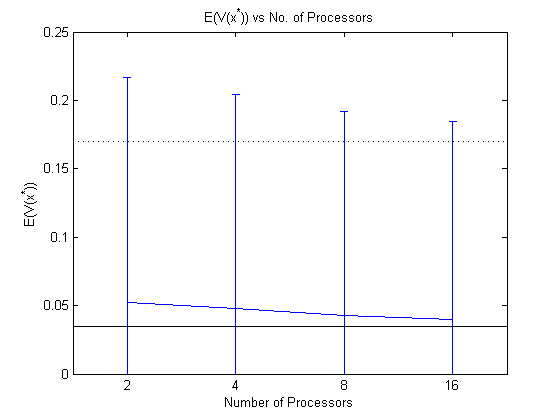 E(V(x*)) vs No. of Processors
0.25
0.2
0.15
0.1
0.05
0
E(V(x*))
2 4 8 16
Number of Processors